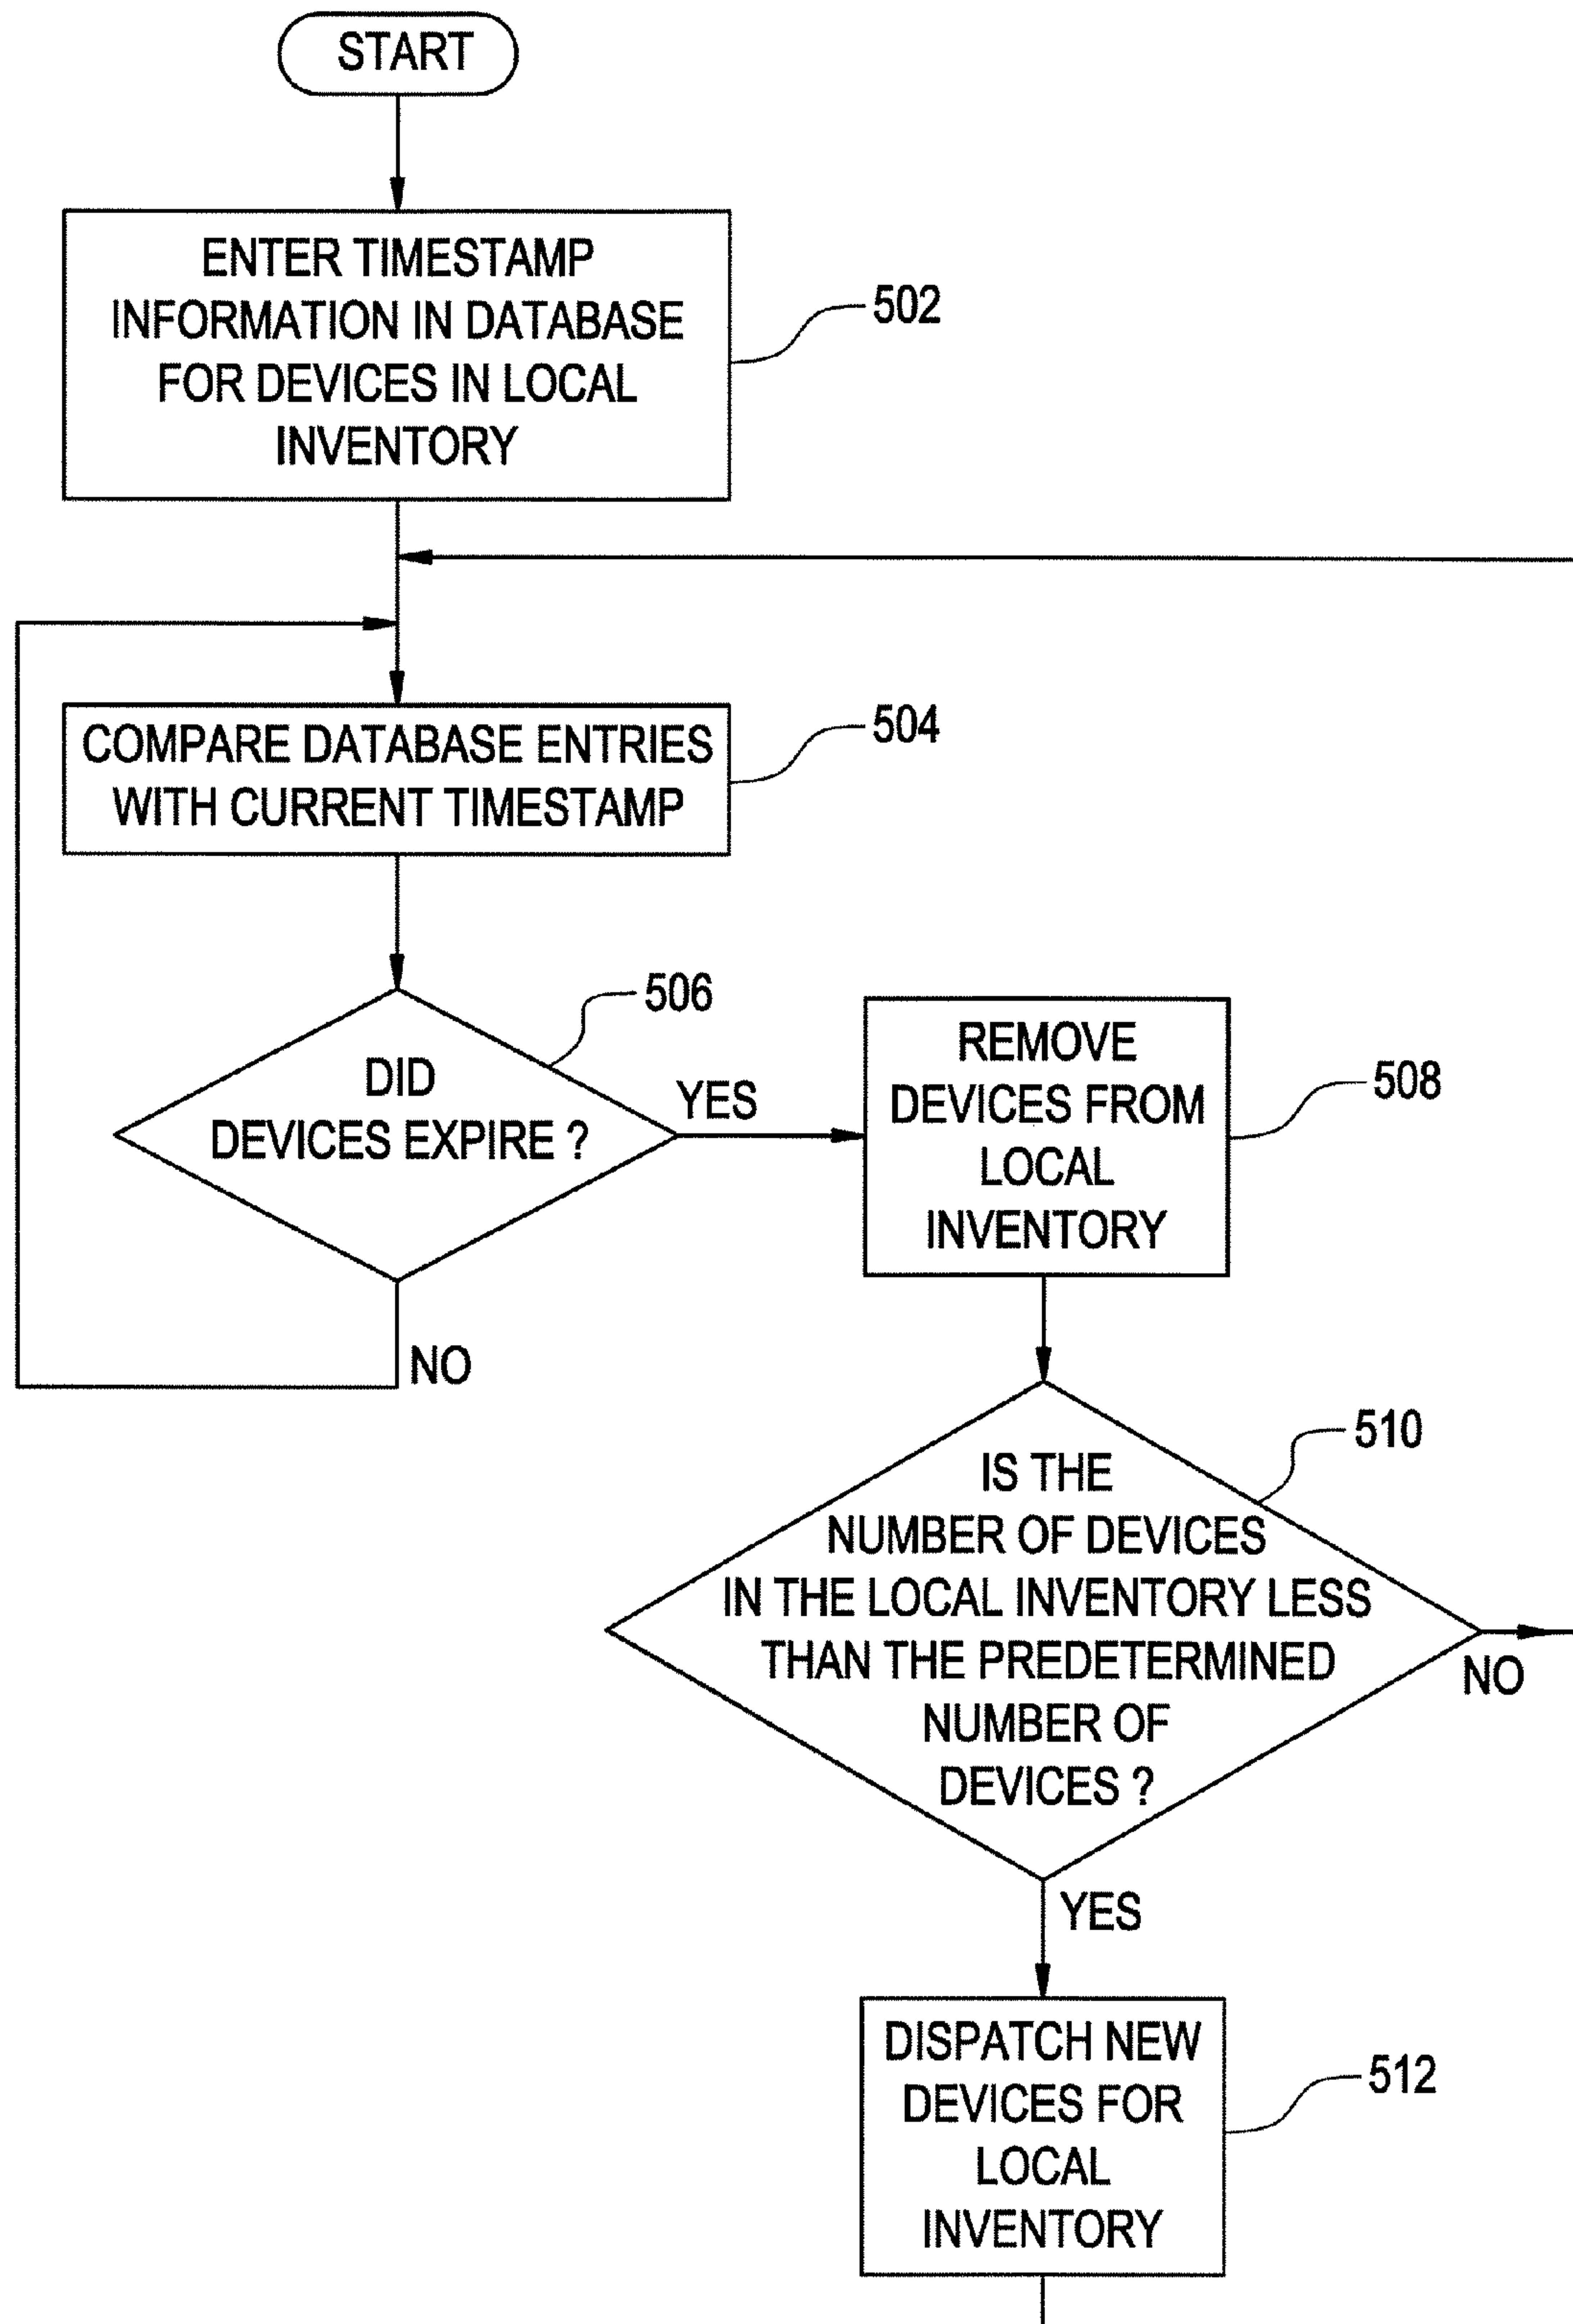 START
ENTER TIMESTAMP
INFORMATION IN DATABASE
FOR DEVICES IN LOCAL
INVENTORY
502
COMPARE DATABASE ENTRIES
WITH CURRENT TIMESTAMP
504
DID
DEVICES EXPIRE ?
506
YES
NO
REMOVE
DEVICES FROM
LOCAL
INVENTORY
508
IS THE
NUMBER OF DEVICES
IN THE LOCAL INVENTORY LESS
THAN THE PREDETERMINED
NUMBER OF
DEVICES ?
510
NO
YES
DISPATCH NEW
DEVICES FOR
LOCAL
INVENTORY
512